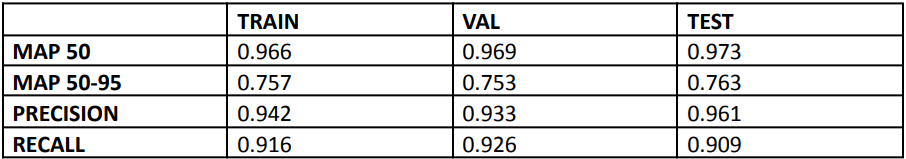 TRAIN VAL TEST
MAP 50 0.966 0.969 0.973
MAP 50-95 0.757 0.753 0.763
PRECISION 0.942 0.933 0.961
RECALL 0.916 0.926 0.909